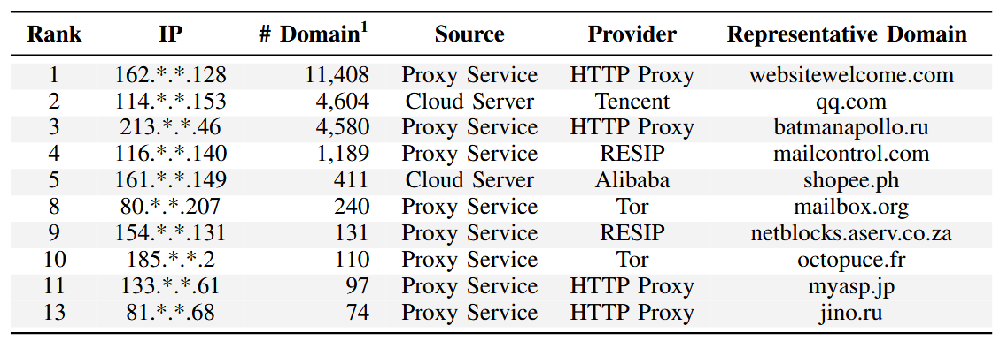 Rank IP # Domain¹ Source Provider Representative Domain
1 162.*.*.128 11,408 Proxy Service HTTP Proxy websitewelcome.com
2 114.*.*.153 4,604 Cloud Server Tencent qq.com
3 213.*.*.46 4,580 Proxy Service HTTP Proxy batmanapollo.ru
4 116.*.*.140 1,189 Proxy Service RESIP mailcontrol.com
5 161.*.*.149 411 Cloud Server Alibaba shopee.ph
8 80.*.*.207 240 Proxy Service Tor mailbox.org
9 154.*.*.131 131 Proxy Service RESIP netblocks.aserv.co.za
10 185.*.*.2 110 Proxy Service Tor octopuce.fr
11 133.*.*.61 97 Proxy Service HTTP Proxy myasp.jp
13 81.*.*.68 74 Proxy Service HTTP Proxy jino.ru